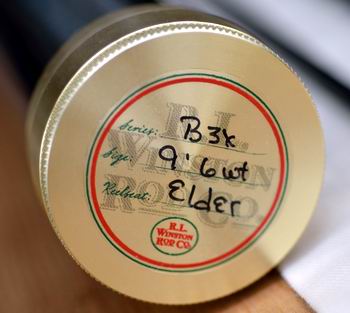 R.L.
WINSTON
ROD CO.
Series: B3x
Size: 9' 6wt
Reelseat: Elder
R.L.
WINSTON
ROD CO.